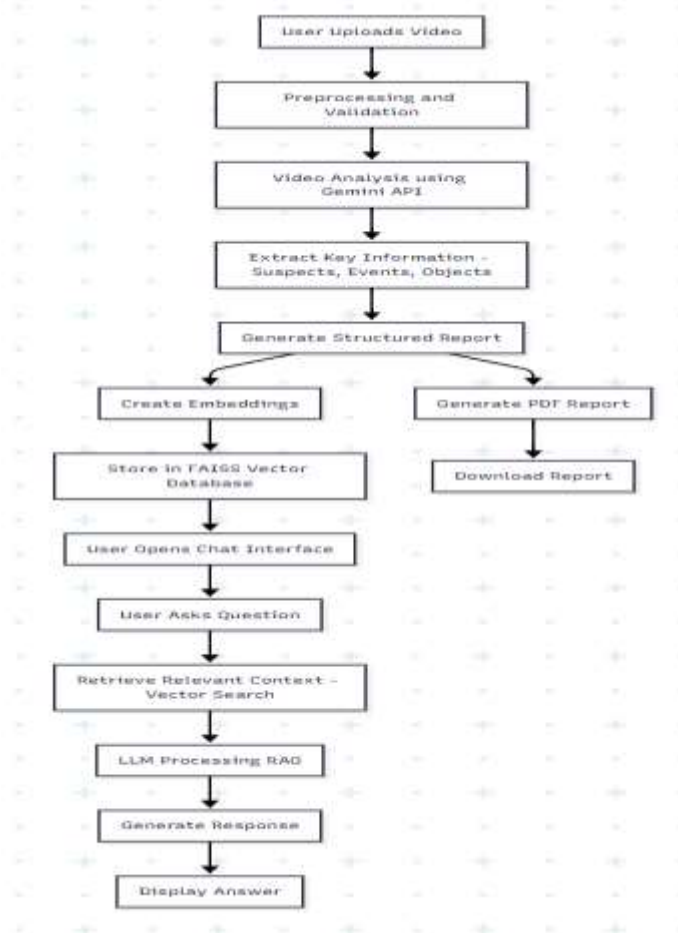 User Uploads Video
Preprocessing and
Validation
Video Analysis using
Gemini API
Extract Key Information -
Suspects, Events, Objects
Generate Structured Report
Create Embeddings
Generate PDF Report
Store in FAISS Vector
Database
Download Report
User Opens Chat Interface
User Asks Question
Retrieve Relevant Context -
Vector Search
LLM Processing RAG
Generate Response
Display Answer